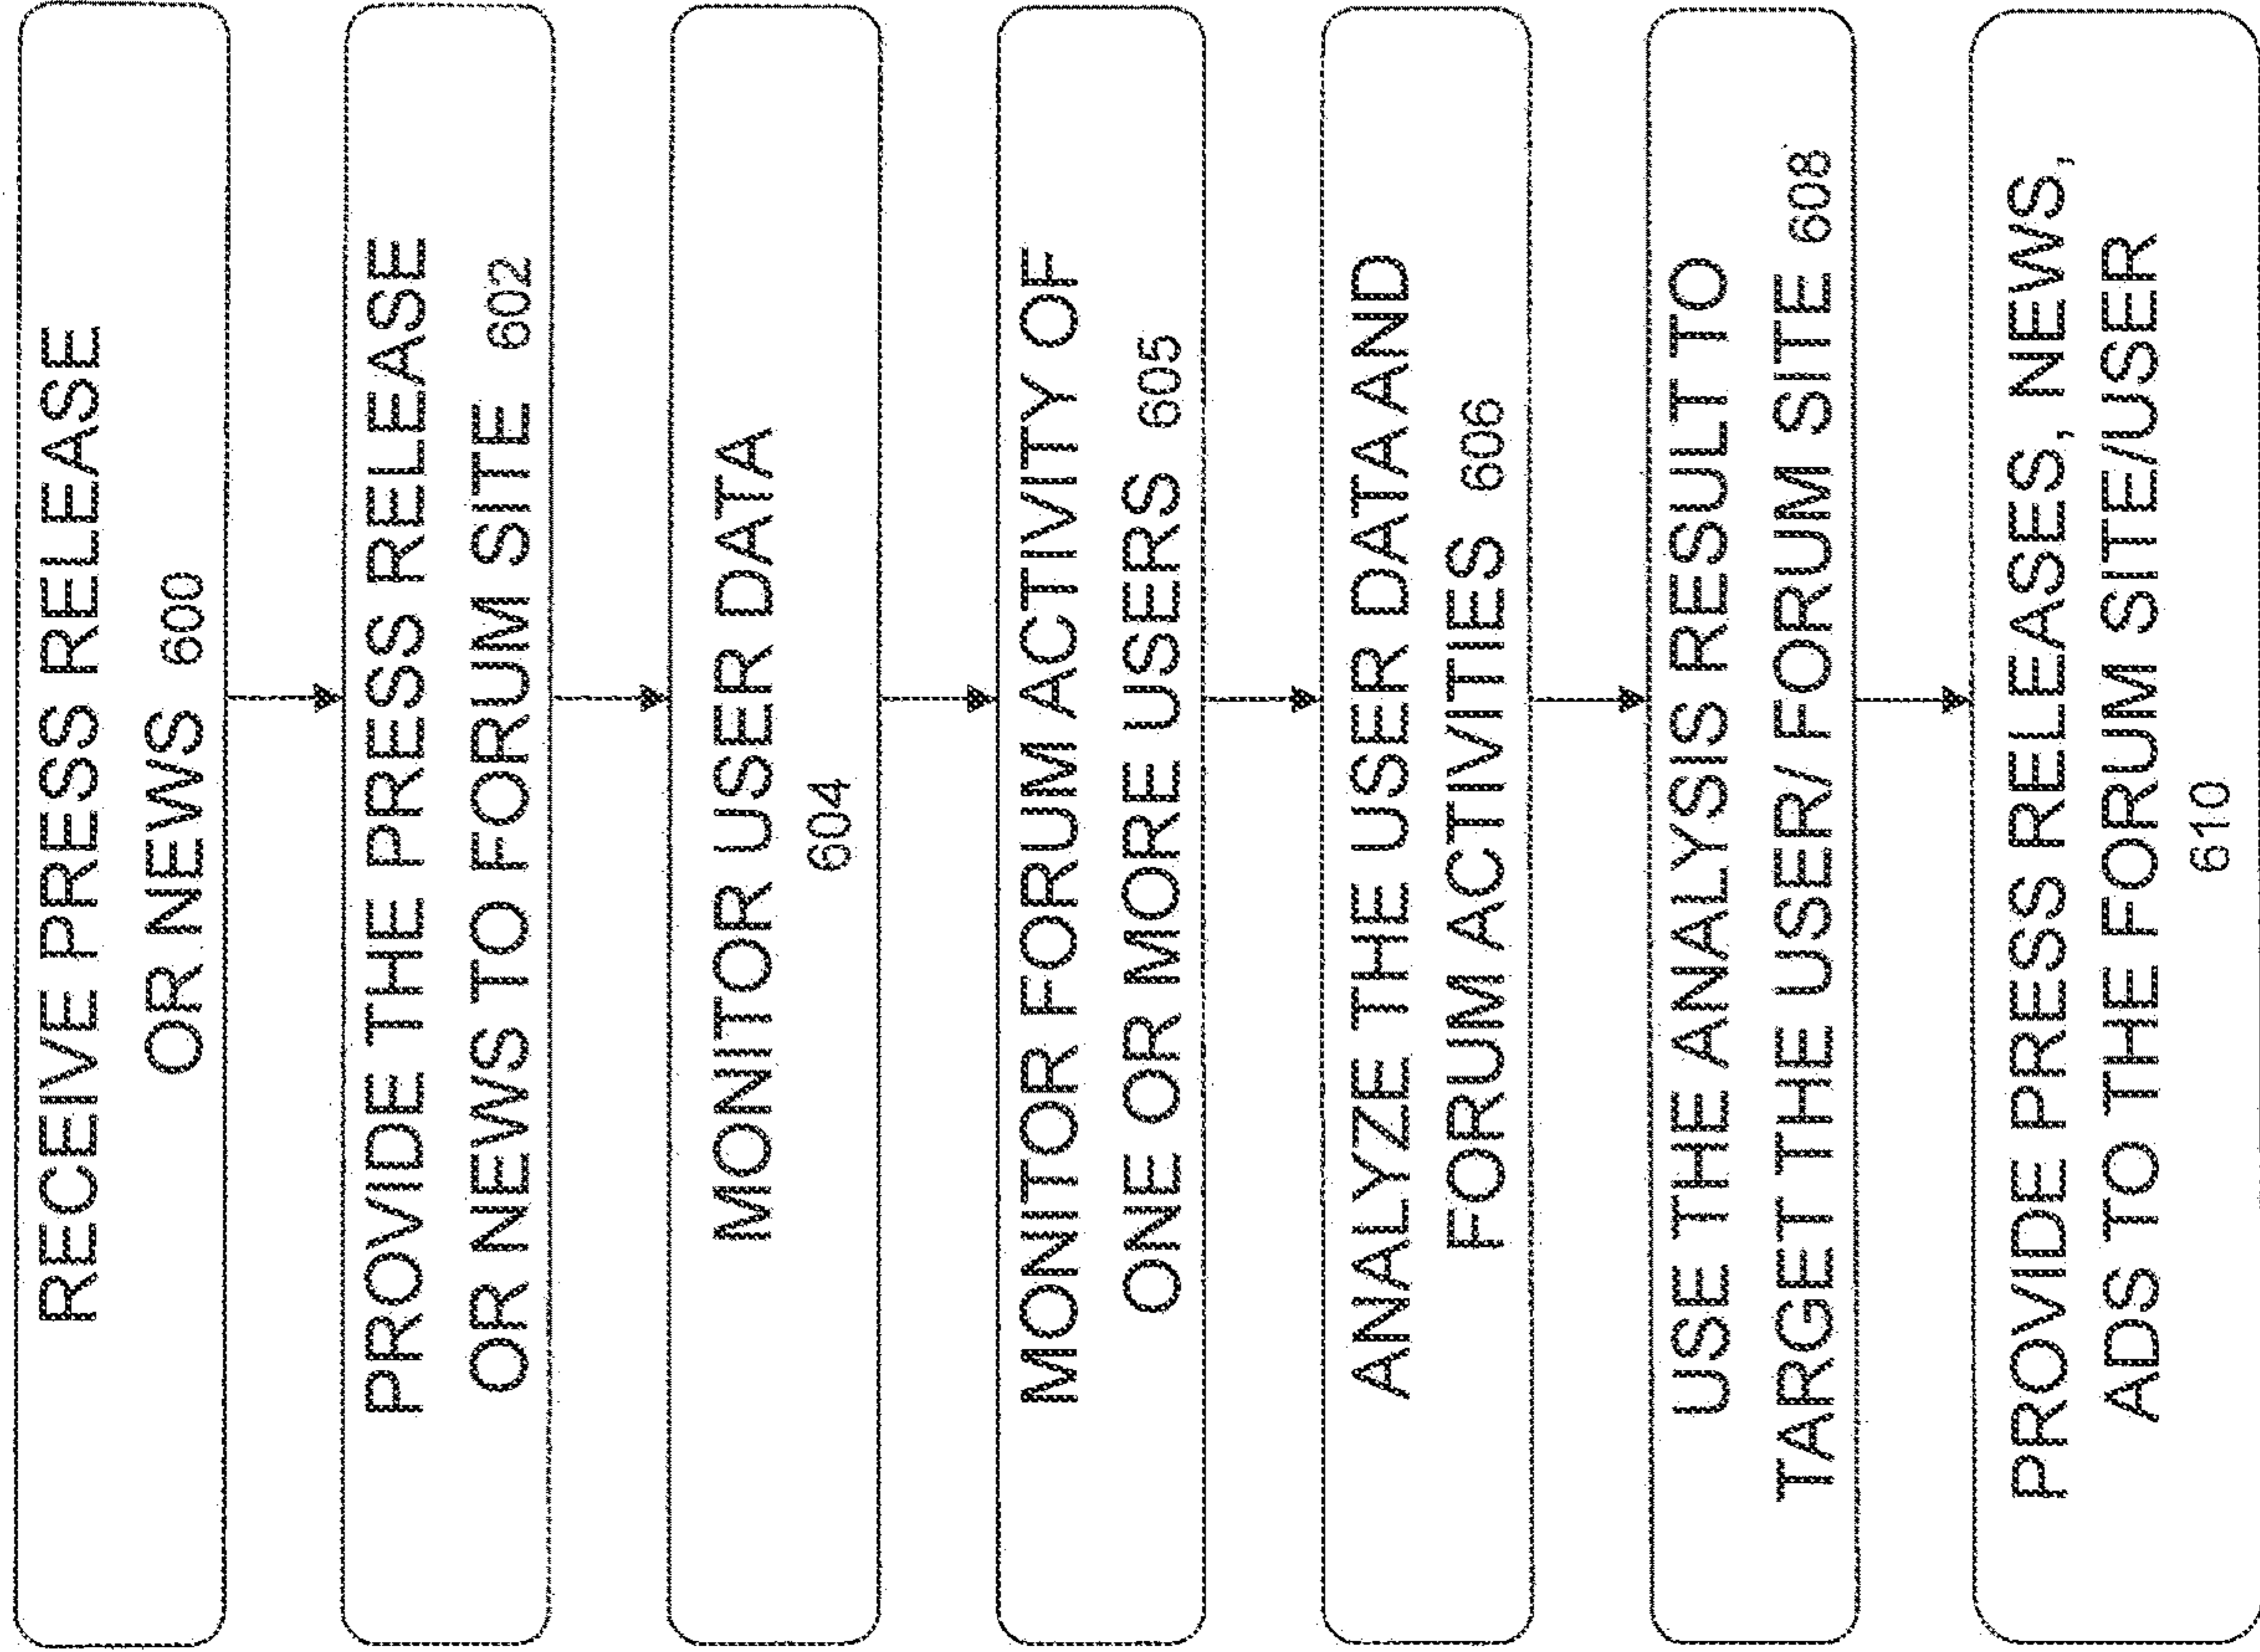 RECEIVE PRESS RELEASE
OR NEWS 600
PROVIDE THE PRESS RELEASE
OR NEWS TO FORUM SITE 602
MONITOR USER DATA
604
MONITOR FORUM ACTIVITY OF
ONE OR MORE USERS 605
ANALYZE THE USER DATA AND
FORUM ACTIVITIES 606
USE THE ANALYSIS RESULT TO
TARGET THE USER/ FORUM SITE 608
PROVIDE PRESS RELEASES, NEWS,
ADS TO THE FORUM SITE/USER
610